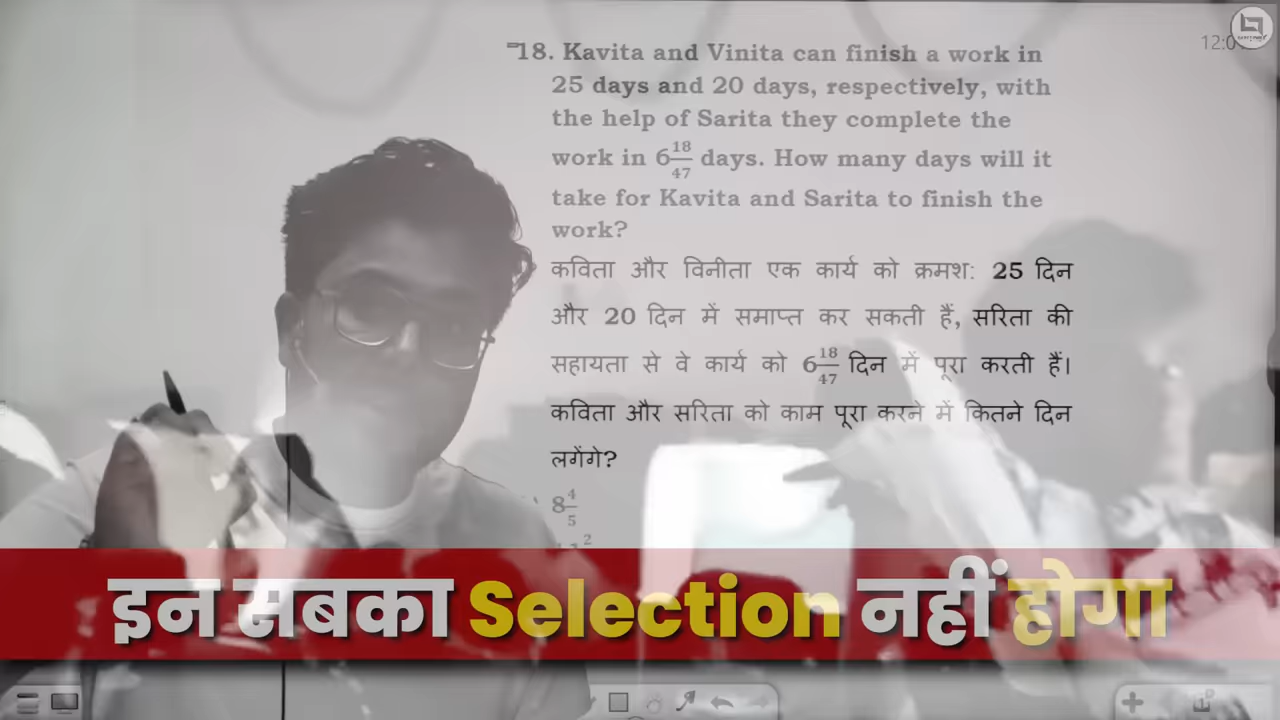 18. Kavita and Vinita can finish a work in
25 days and 20 days, respectively, with
the help of Sarita they complete the
work in 6 18/47 days. How many days will it
take for Kavita and Sarita to finish the
work?
कविता और विनीता एक कार्य को क्रमश: 25 दिन
और 20 दिन में समाप्त कर सकती हैं, सरिता की
सहायता से वे कार्य को 6 18/47 दिन में पूरा करती हैं।
कविता और सरिता को काम पूरा करने में कितने दिन
लगेंगे?
8 4/5
इन सबका Selection नहीं होगा